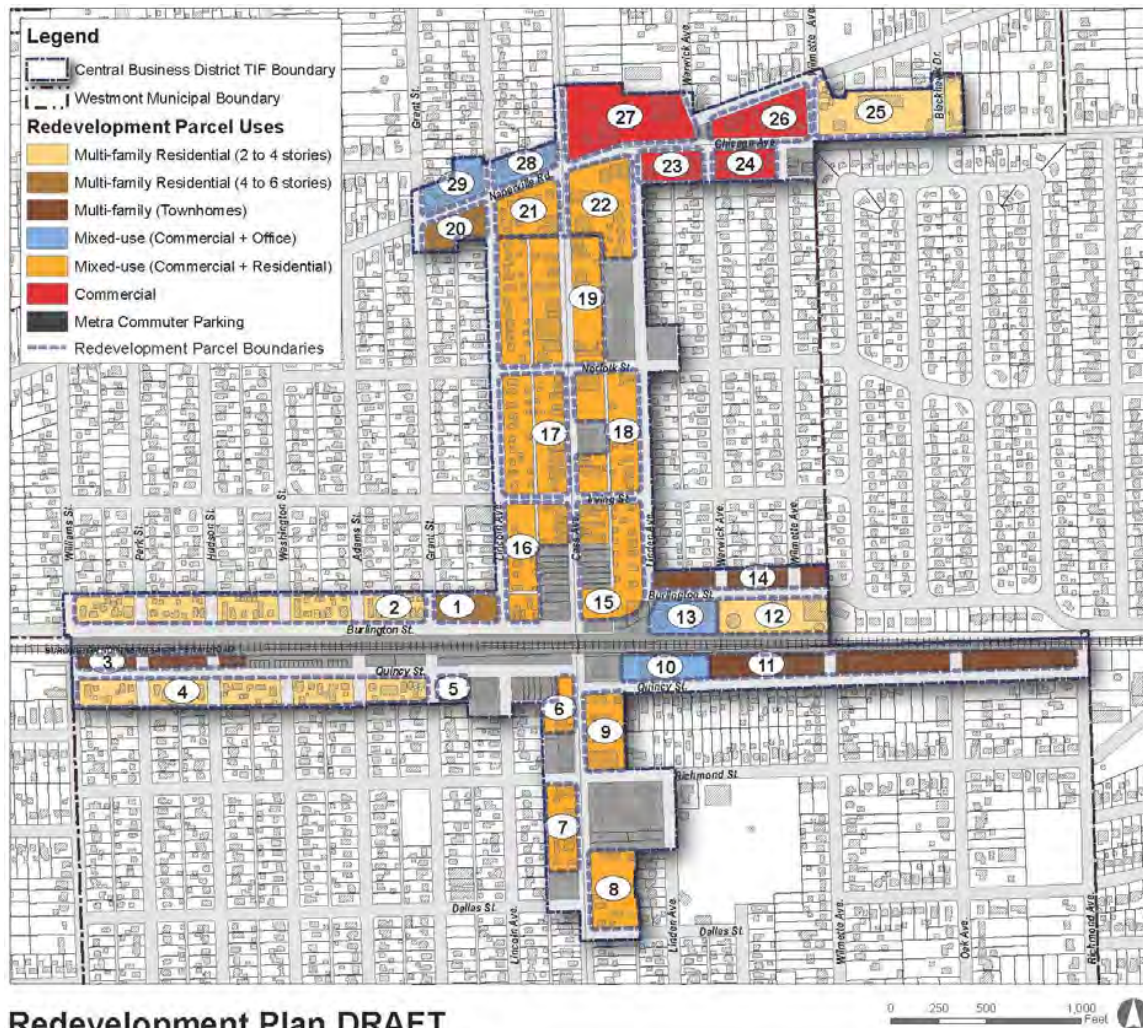 Legend
Central Business District TIF Boundary
Westmont Municipal Boundary
Redevelopment Parcel Uses
Multi-family Residential (2 to 4 stories)
Multi-family Residential (4 to 6 stories)
Multi-family (Townhomes)
Mixed-use (Commercial + Office)
Mixed-use (Commercial + Residential)
Commercial
Metra Commuter Parking
Redevelopment Parcel Boundaries
Grant St.
Warwick Ave.
Blackhawk Dr.
27
26
25
Chicago Ave.
28
23
24
29
Naperville Rd.
22
21
20
19
Norfolk St.
17
18
Irving St.
Williams St.
Park St.
Hudson St.
Washington St.
Adams St.
Grant St.
Lincoln Ave.
Cass Ave.
Linden Ave.
Warwick Ave.
Wilmette Ave.
16
14
2
1
15
Burlington St.
13
12
Burlington St.
3
10
11
Quincy St.
Quincy St.
4
5
6
9
Richmond St.
7
8
Dallas St.
Lincoln Ave.
Linden Ave.
Dallas St.
Wilmette Ave.
Oak Ave.
Richmond Ave.
Redevelopment Plan DRAFT
0 250 500 1,000
Feet